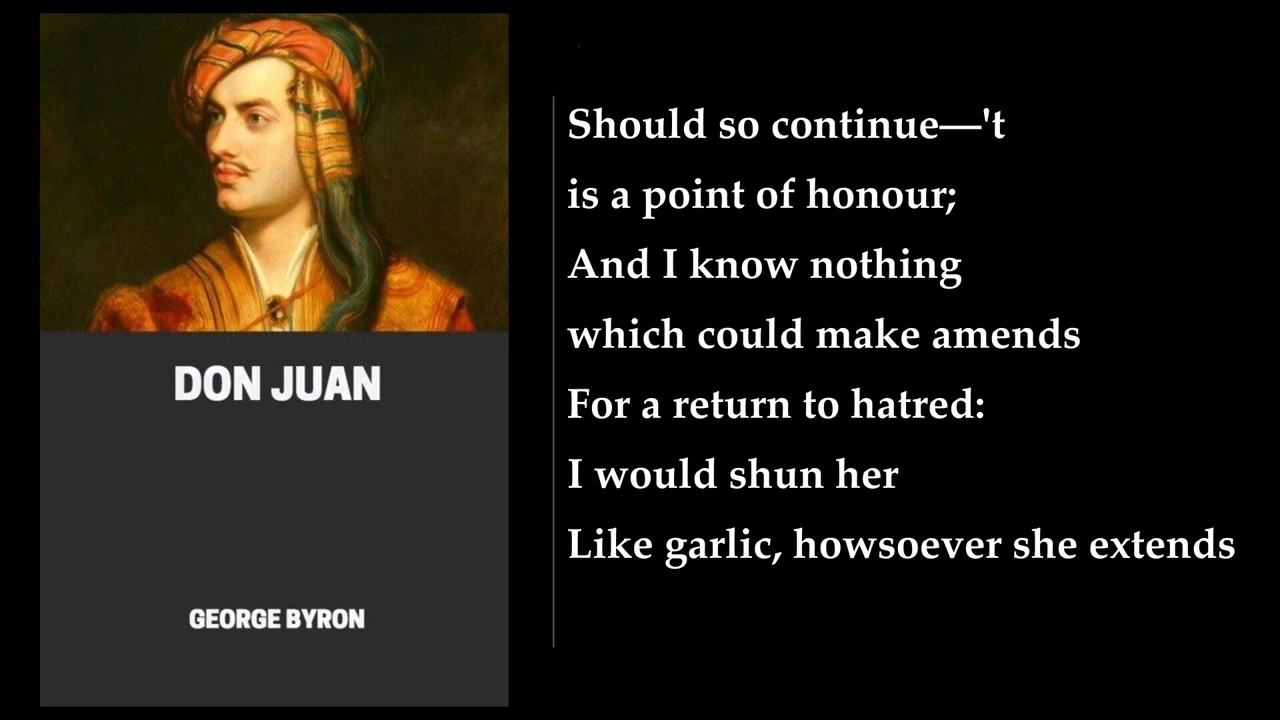 DON JUAN
GEORGE BYRON
Should so continue—'t
is a point of honour;
And I know nothing
which could make amends
For a return to hatred:
I would shun her
Like garlic, howsoever she extends